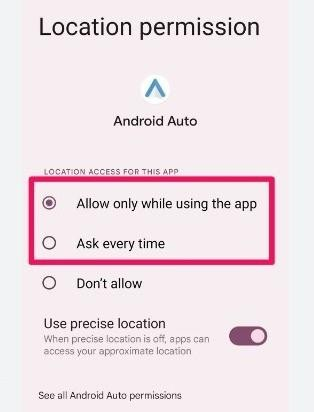 Location permission
Android Auto
LOCATION ACCESS FOR THIS APP
Allow only while using the app
Ask every time
Don't allow
Use precise location
When precise location is off, apps can
access your approximate location
See all Android Auto permissions